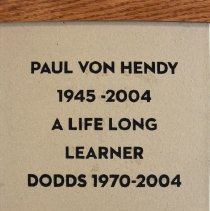 PAUL VON HENDY
1945 -2004
A LIFE LONG
LEARNER
DODDS 1970-2004